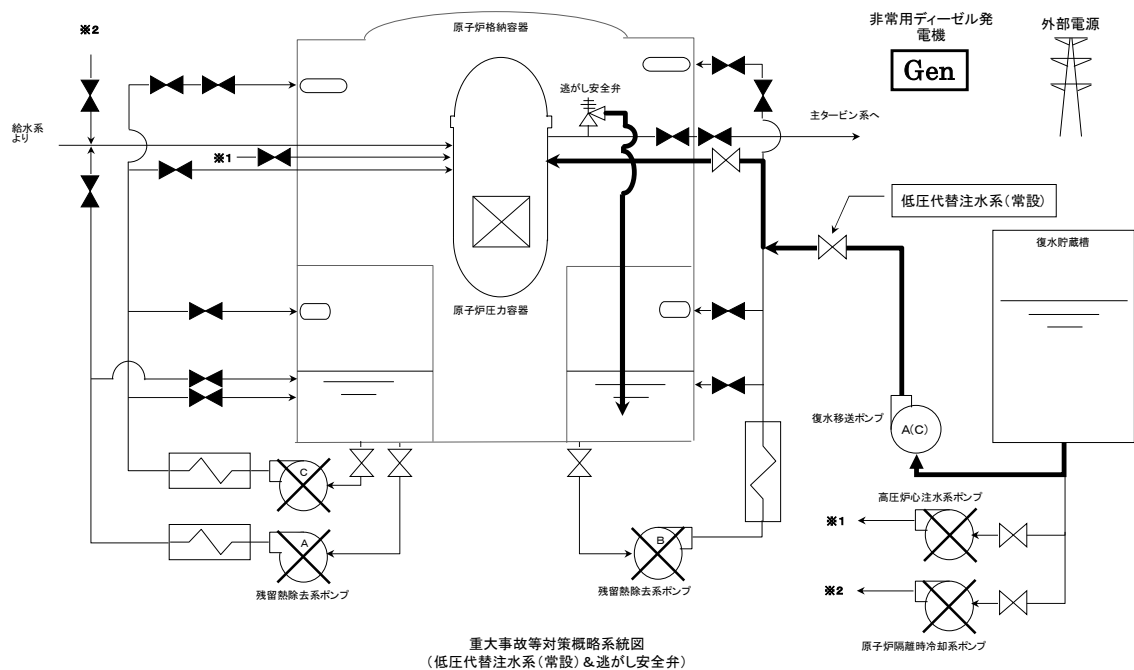 ※2
原子炉格納容器
非常用ディーゼル発
電機
外部電源
Gen
逃がし安全弁
給水系
より
主タービン系へ
※1
低圧代替注水系(常設)
復水貯蔵槽
原子炉圧力容器
復水移送ポンプ
A(C)
C
高圧炉心注水系ポンプ
※1
A
B
残留熱除去系ポンプ
残留熱除去系ポンプ
※2
原子炉隔離時冷却系ポンプ
重大事故等対策概略系統図
(低圧代替注水系(常設)&逃がし安全弁)